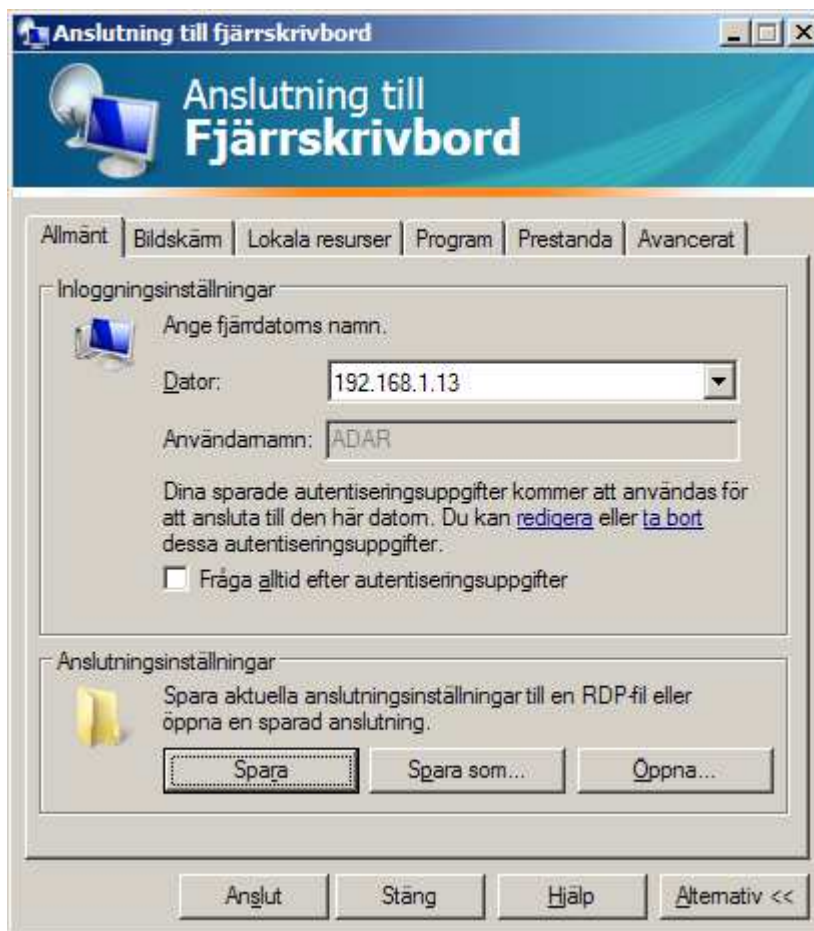 Anslutning till fjärrskrivbord
Anslutning till
Fjärrskrivbord
Allmänt Bildskärm Lokala resurser Program Prestanda Avancerat
Inloggningsinställningar
Ange fjärrdatorns namn.
Dator: 192.168.1.13
Användarnamn: ADAR
Dina sparade autentiseringsuppgifter kommer att användas för
att ansluta till den här datorn. Du kan redigera eller ta bort
dessa autentiseringsuppgifter.
Fråga alltid efter autentiseringsuppgifter
Anslutningsinställningar
Spara aktuella anslutningsinställningar till en RDP-fil eller
öppna en sparad anslutning.
Spara Spara som... Öppna...
Anslut Stäng Hjälp Alternativ <<